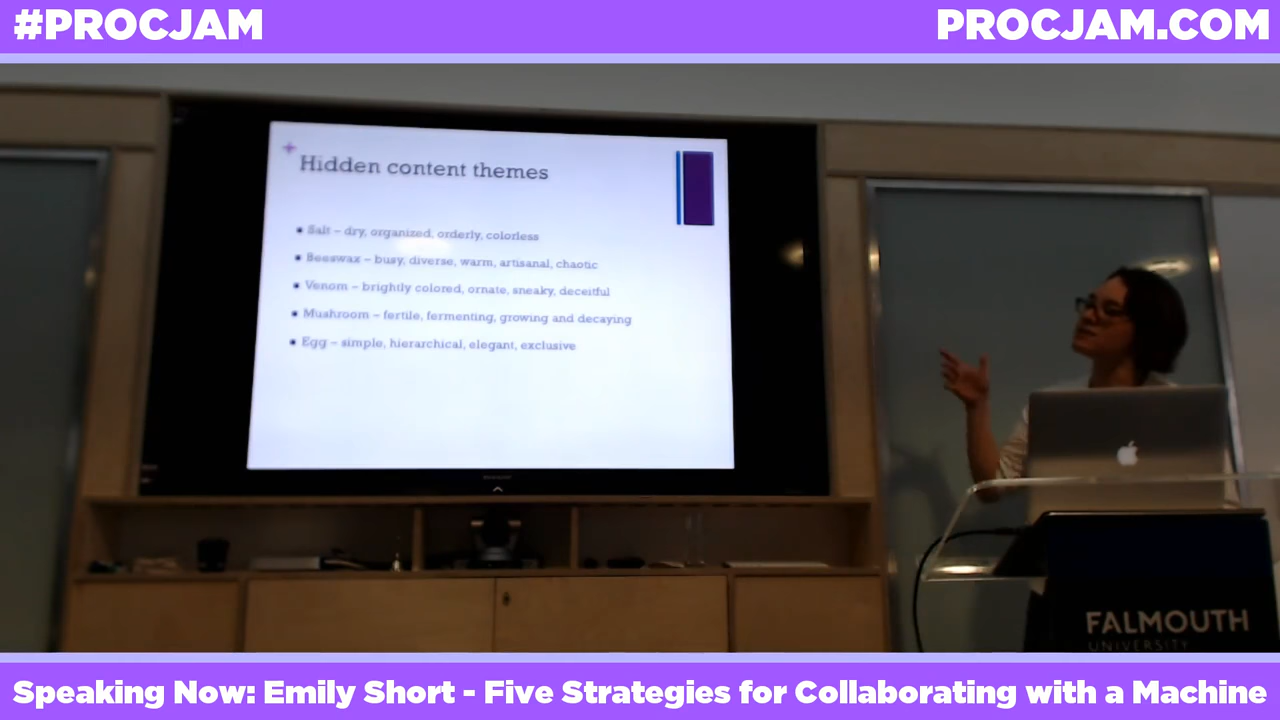 #PROCJAM
PROCJAM.COM
Hidden content themes
Salt – dry, organized, orderly, colorless
Beeswax – busy, diverse, warm, artisanal, chaotic
Venom – brightly colored, ornate, sneaky, deceitful
Mushroom – fertile, fermenting, growing and decaying
Egg – simple, hierarchical, elegant, exclusive
FALMOUTH
UNIVERSITY
Speaking Now: Emily Short - Five Strategies for Collaborating with a Machine